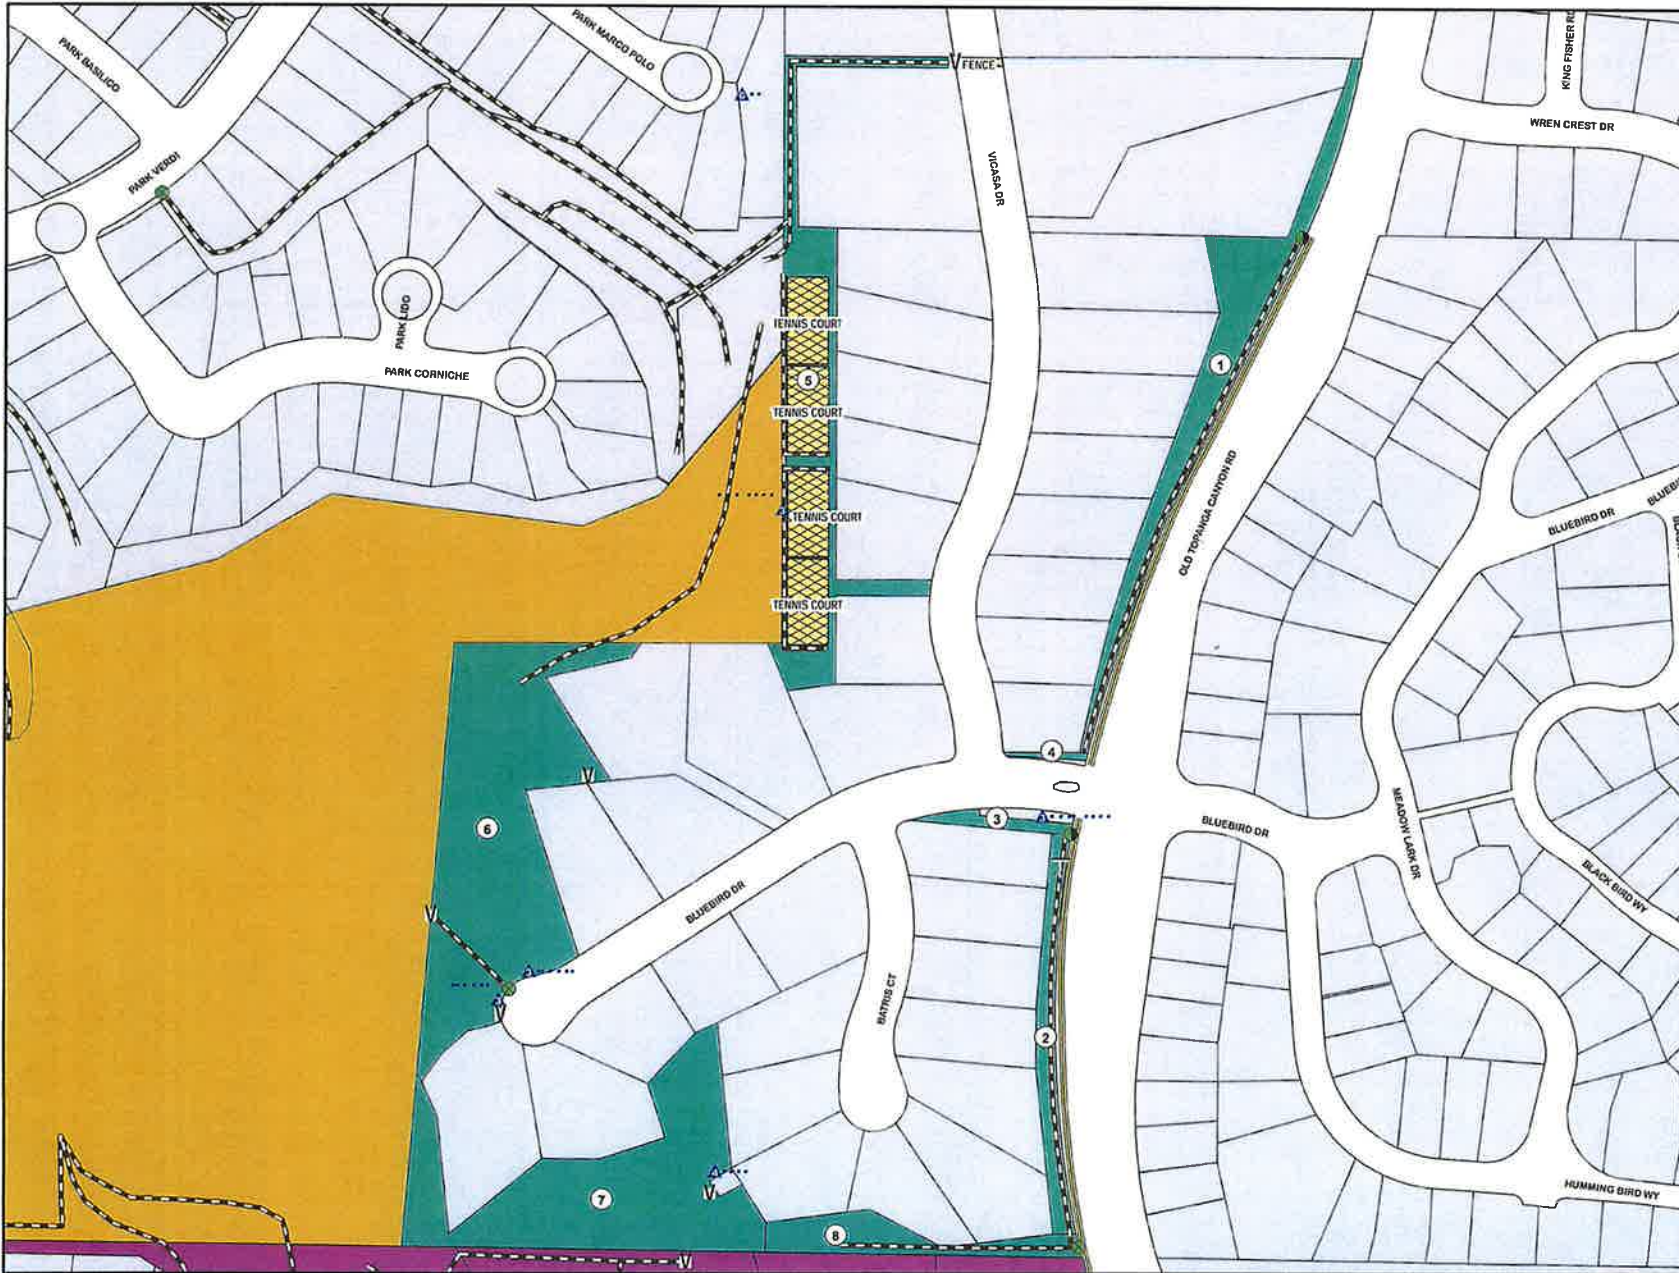 PARK BASILICO
PARK MARCO POLO
FENCE
KING FISHER RD
WREN CREST DR
PARK VERDI
VICASA DR
PARK LIDO
TENNIS COURT
1
PARK CORNICHE
5
TENNIS COURT
BLUEBIRD DR
OLD TOPANGA CANYON RD
TENNIS COURT
TENNIS COURT
4
3
6
BLUEBIRD DR
MEADOW LARK DR
BLUEBIRD DR
BLACK BIRD WY
BATRIS CT
2
7
HUMMING BIRD WY
8